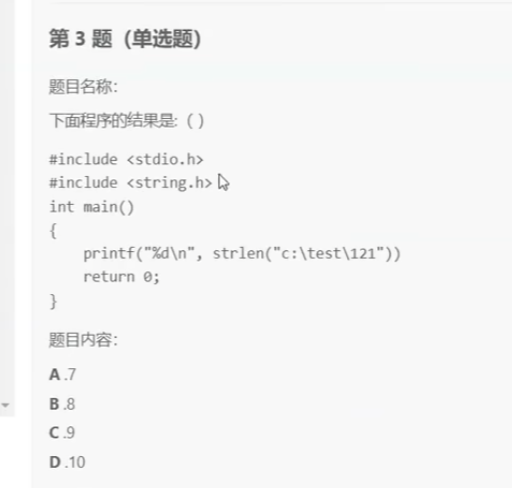 第 3 题（单选题）
题目名称：
下面程序的结果是:（ ）
#include <stdio.h>
#include <string.h>
int main()
{
    printf("%d\n", strlen("c:\test\121"))
    return 0;
}
题目内容：
A .7
B .8
C .9
D .10